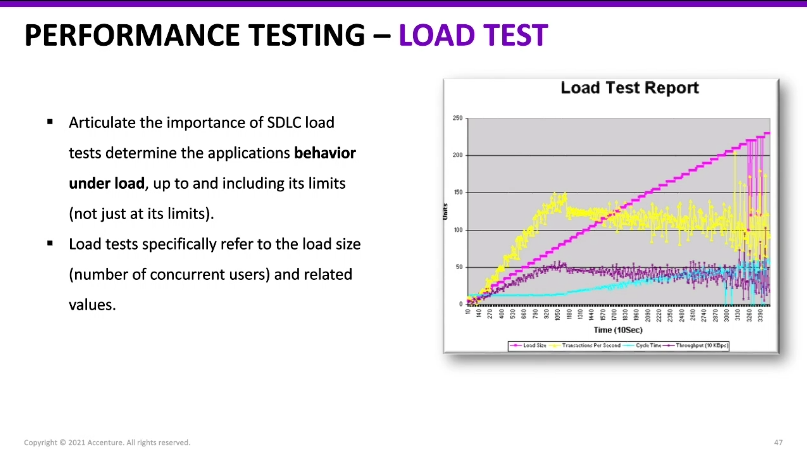 PERFORMANCE TESTING – LOAD TEST
▪ Articulate the importance of SDLC load
tests determine the applications behavior
under load, up to and including its limits
(not just at its limits).
▪ Load tests specifically refer to the load size
(number of concurrent users) and related
values.
Load Test Report
250
200
150
100
50
0
Units
Time (10Sec)
Load Size Transactions Per Second Cycle Time Throughput (10 KBps)
Copyright © 2021 Accenture. All rights reserved.
47